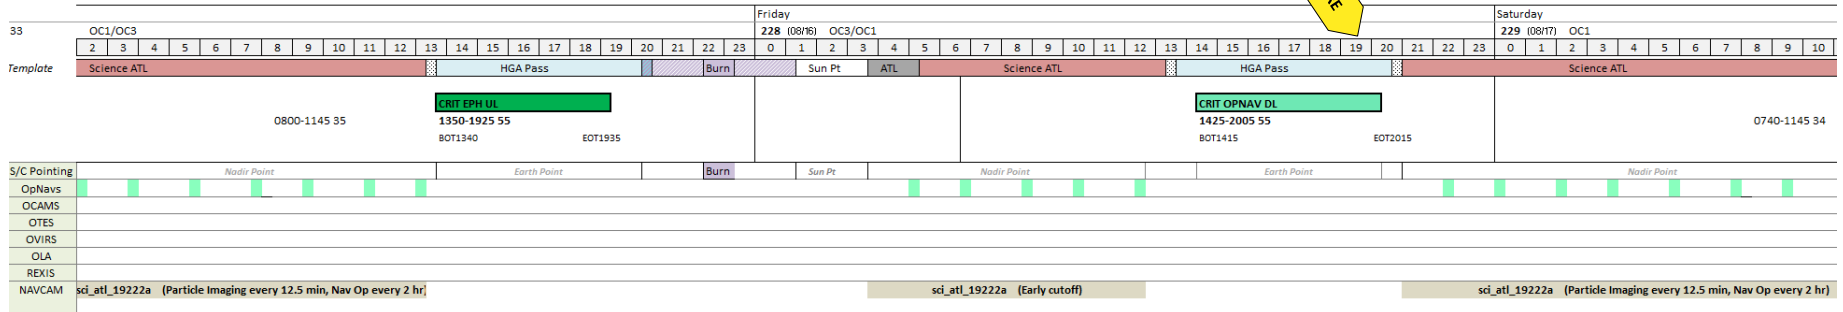 RE
Friday
Saturday
33 OC1/OC3 228 (08/16) OC3/OC1 229 (08/17) OC1
2 3 4 5 6 7 8 9 10 11 12 13 14 15 16 17 18 19 20 21 22 23 0 1 2 3 4 5 6 7 8 9 10 11 12 13 14 15 16 17 18 19 20 21 22 23 0 1 2 3 4 5 6 7 8 9 10
Template Science ATL HGA Pass Burn Sun Pt ATL Science ATL HGA Pass Science ATL
CRIT EPH UL CRIT OPNAV DL
0800-1145 35 1350-1925 55 1425-2005 55 0740-1145 34
BOT1340 EOT1935 BOT1415 EOT2015
S/C Pointing Nadir Point Earth Point Burn Sun Pt Nadir Point Earth Point Nadir Point
OpNavs
OCAMS
OTES
OVIRS
OLA
REXIS
NAVCAM sci_atl_19222a (Particle Imaging every 12.5 min, Nav Op every 2 hr) sci_atl_19222a (Early cutoff) sci_atl_19222a (Particle Imaging every 12.5 min, Nav Op every 2 hr)